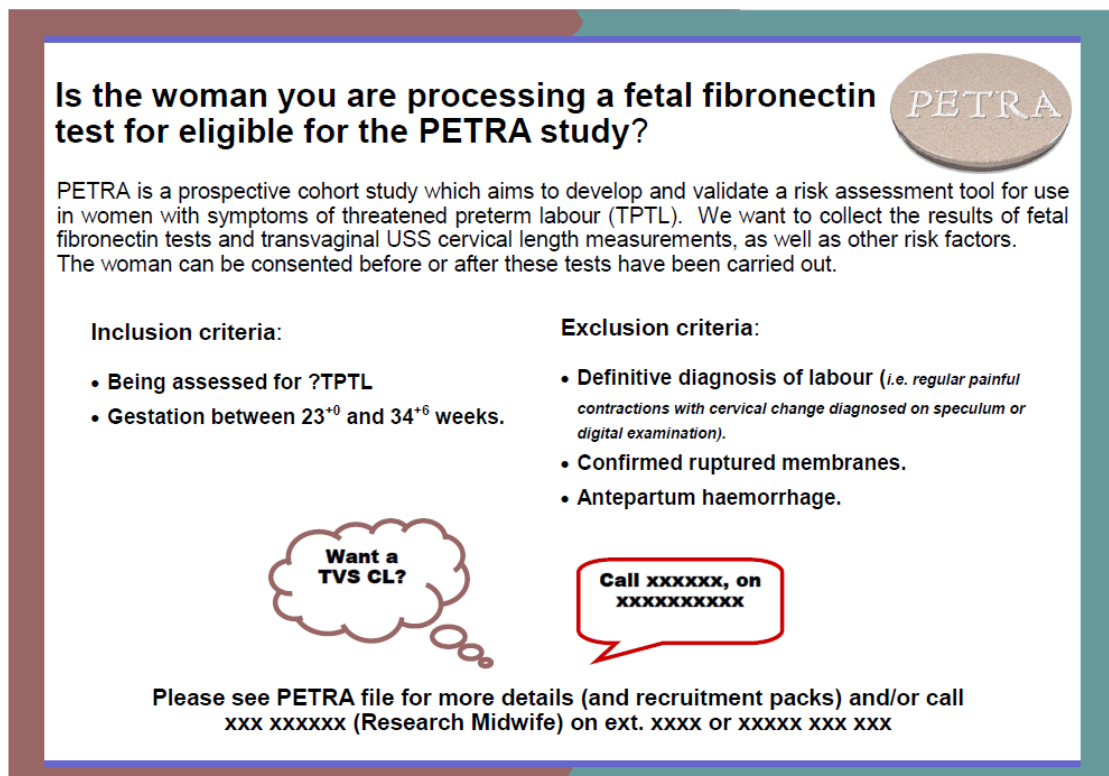 Is the woman you are processing a fetal fibronectin
test for eligible for the PETRA study?
PETRA
PETRA is a prospective cohort study which aims to develop and validate a risk assessment tool for use
in women with symptoms of threatened preterm labour (TPTL).  We want to collect the results of fetal
fibronectin tests and transvaginal USS cervical length measurements, as well as other risk factors.
The woman can be consented before or after these tests have been carried out.
Inclusion criteria:
• Being assessed for ?TPTL
• Gestation between 23⁺⁰ and 34⁺⁶ weeks.
Exclusion criteria:
• Definitive diagnosis of labour (i.e. regular painful
contractions with cervical change diagnosed on speculum or
digital examination).
• Confirmed ruptured membranes.
• Antepartum haemorrhage.
Want a
TVS CL?
Call xxxxxx, on
xxxxxxxxxx
Please see PETRA file for more details (and recruitment packs) and/or call
xxx xxxxxx (Research Midwife) on ext. xxxx or xxxxx xxx xxx